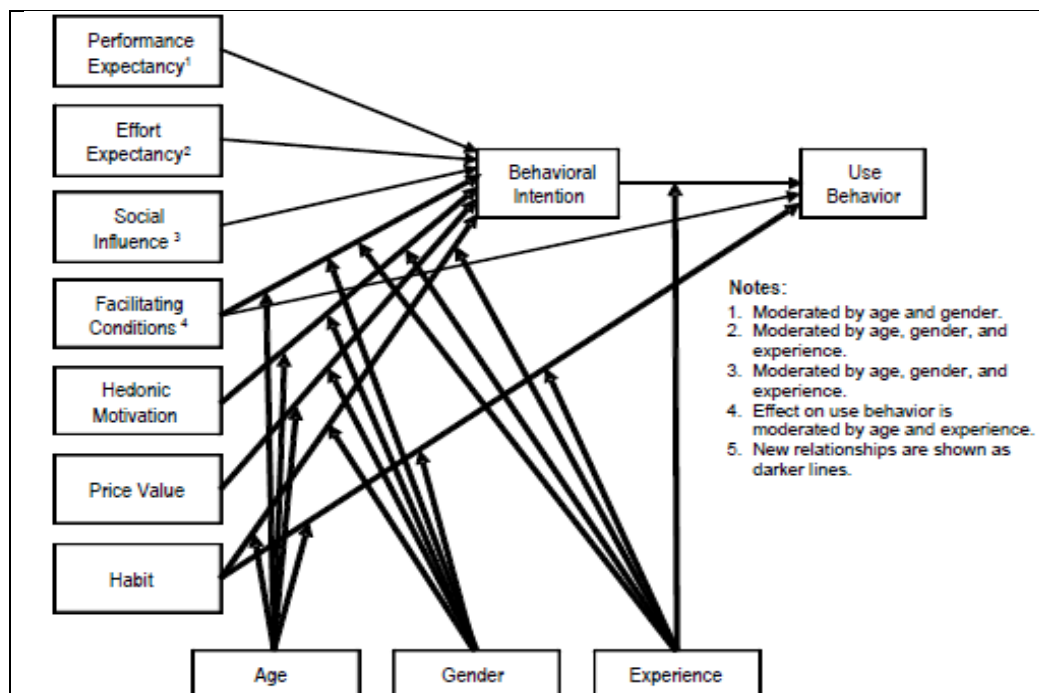 Performance
Expectancy1
Effort
Expectancy2
Social
Influence 3
Facilitating
Conditions 4
Hedonic
Motivation
Price Value
Habit
Behavioral
Intention
Use
Behavior
Notes:
1. Moderated by age and gender.
2. Moderated by age, gender, and
experience.
3. Moderated by age, gender, and
experience.
4. Effect on use behavior is
moderated by age and experience.
5. New relationships are shown as
darker lines.
Age
Gender
Experience